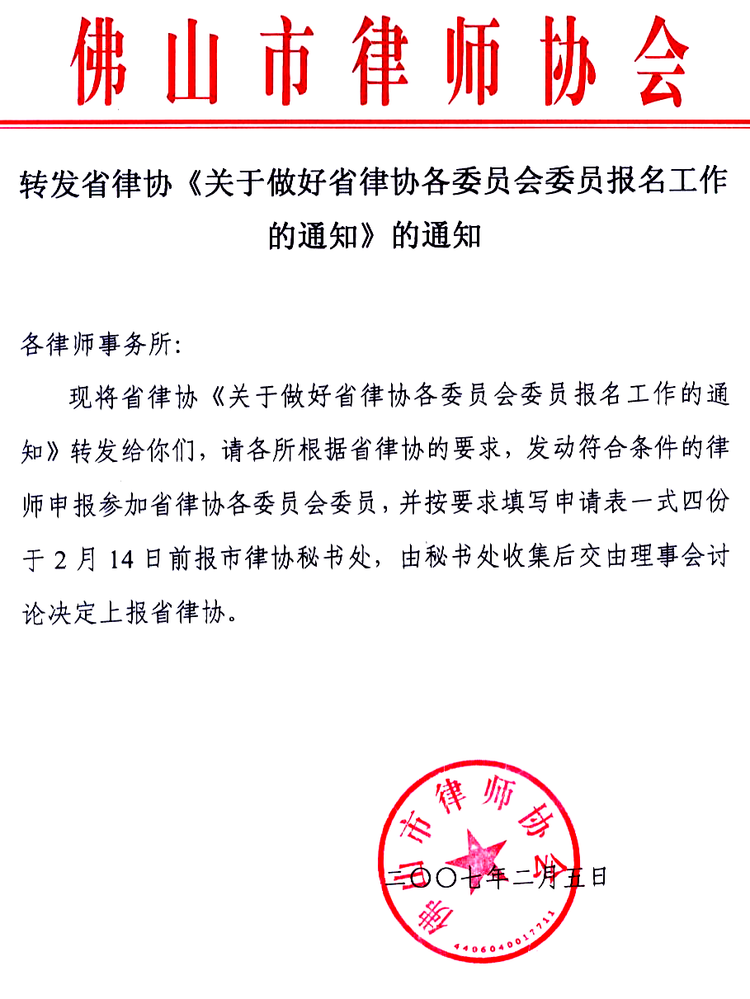 佛山市律师协会
转发省律协《关于做好省律协各委员会委员报名工作
的通知》的通知
各律师事务所：
现将省律协《关于做好省律协各委员会委员报名工作的通
知》转发给你们，请各所根据省律协的要求，发动符合条件的律
师申报参加省律协各委员会委员，并按要求填写申请表一式四份
于 2 月 14 日前报市律协秘书处，由秘书处收集后交由理事会讨
论决定上报省律协。
佛山市律师协会
二〇〇七年二月五日
4406040017711